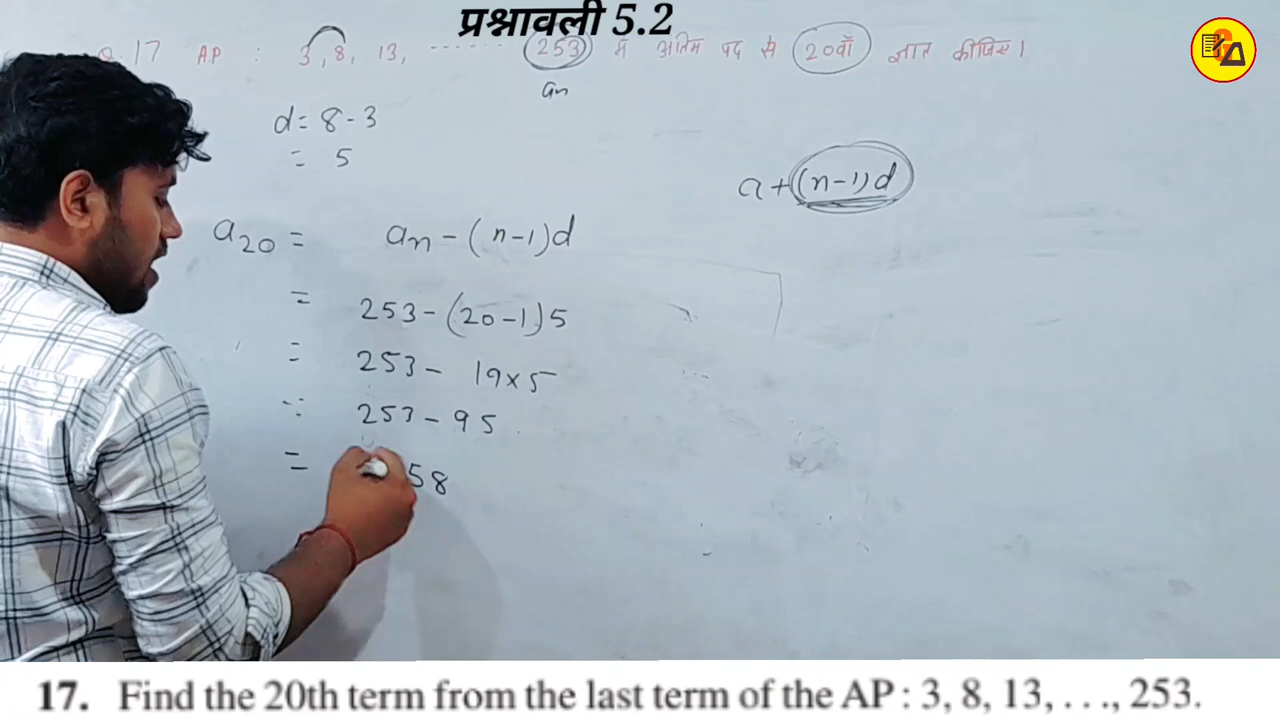 प्रश्नावली 5.2
Q 17 AP : 3, 8, 13, ........ 253 में अंतिम पद से 20वाँ ज्ञात कीजिए।
an
d = 8 - 3
= 5
a + (n-1)d
a20 = an - (n-1)d
= 253 - (20-1)5
= 253 - 19×5
= 253 - 95
= 58
17. Find the 20th term from the last term of the AP : 3, 8, 13, . . ., 253.